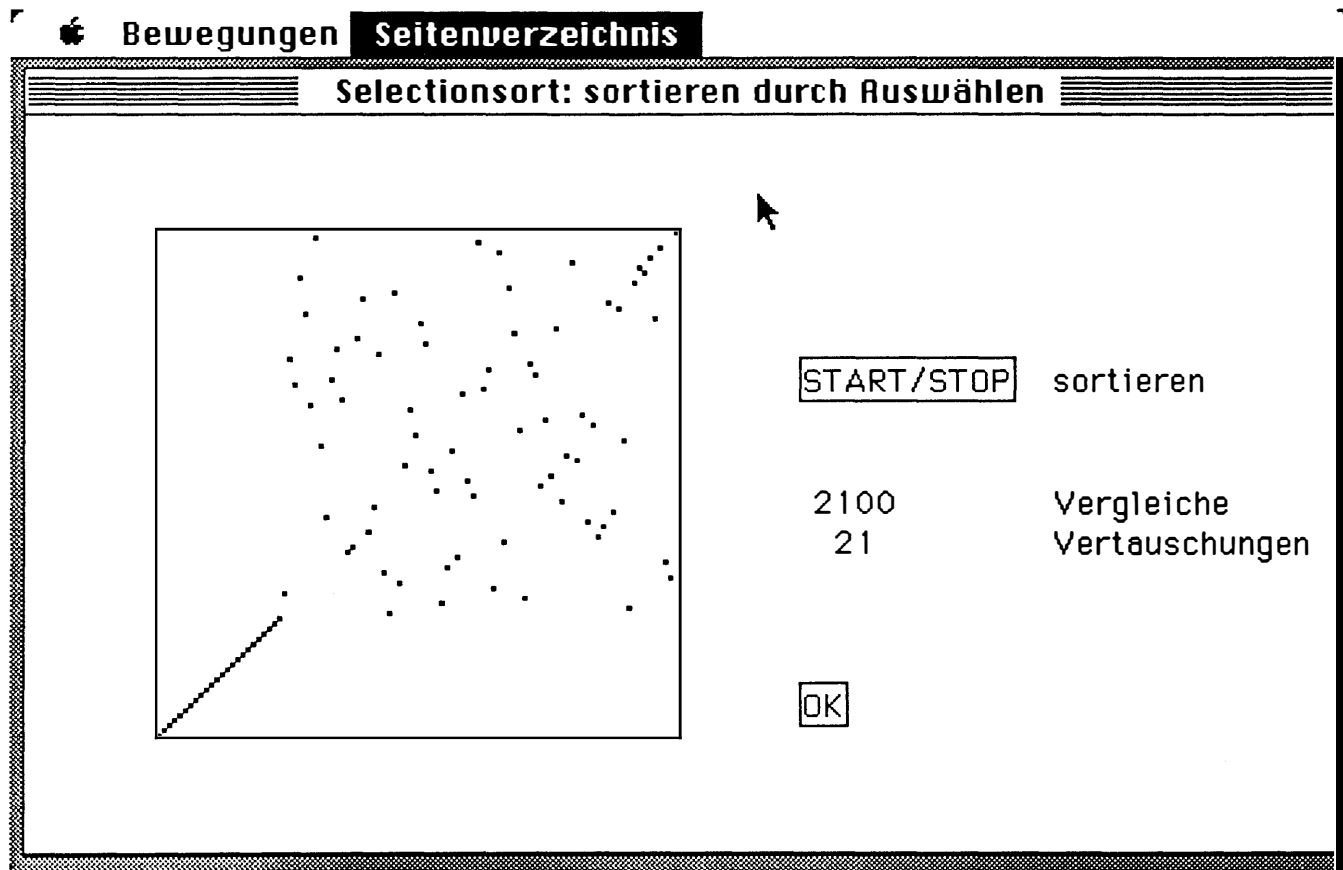 Bewegungen Seitenverzeichnis
Selectionsort: sortieren durch Auswählen
START/STOP sortieren
2100 Vergleiche
21 Vertauschungen
OK